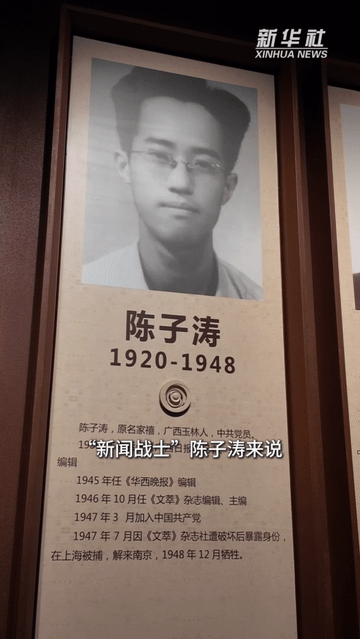 新华社
XINHUA NEWS
陈子涛
1920-1948
陈子涛，原名家禧，广西玉林人，中共党员。
“新闻战士”陈子涛来说
编辑
1945 年任《华西晚报》编辑
1946 年 10 月任《文萃》杂志编辑、主编
1947 年 3 月加入中国共产党
1947 年 7 月因《文萃》杂志社遭破坏后暴露身份，
在上海被捕，解来南京，1948 年 12 月牺牲。